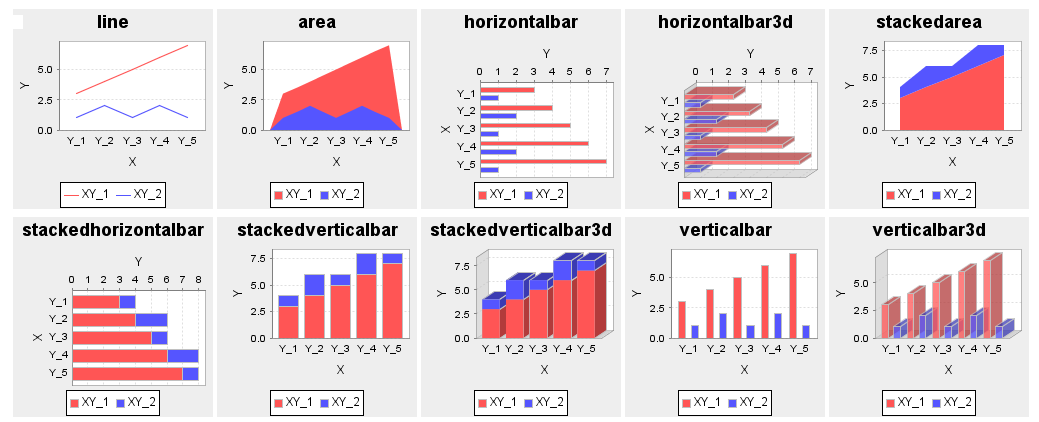 line
5.0
2.5
0.0
Y
Y_1 Y_2 Y_3 Y_4 Y_5
X
XY_1 XY_2
area
5.0
2.5
0.0
Y
Y_1 Y_2 Y_3 Y_4 Y_5
X
XY_1 XY_2
horizontalbar
Y
0 1 2 3 4 5 6 7
Y_1
Y_2
X
Y_3
Y_4
Y_5
XY_1 XY_2
horizontalbar3d
Y
0 1 2 3 4 5 6 7
Y_1
Y_2
X
Y_3
Y_4
Y_5
XY_1 XY_2
stackedarea
7.5
5.0
2.5
0.0
Y
Y_1 Y_2 Y_3 Y_4 Y_5
X
XY_1 XY_2
stackedhorizontalbar
Y
0 1 2 3 4 5 6 7 8
Y_1
Y_2
X Y_3
Y_4
Y_5
XY_1 XY_2
stackedverticalbar
7.5
5.0
2.5
0.0
Y
Y_1 Y_2 Y_3 Y_4 Y_5
X
XY_1 XY_2
stackedverticalbar3d
7.5
5.0
2.5
0.0
Y
Y_1 Y_2 Y_3 Y_4 Y_5
X
XY_1 XY_2
verticalbar
5.0
2.5
0.0
Y
Y_1 Y_2 Y_3 Y_4 Y_5
X
XY_1 XY_2
verticalbar3d
7.5
5.0
2.5
0.0
Y
Y_1 Y_2 Y_3 Y_4 Y_5
X
XY_1 XY_2